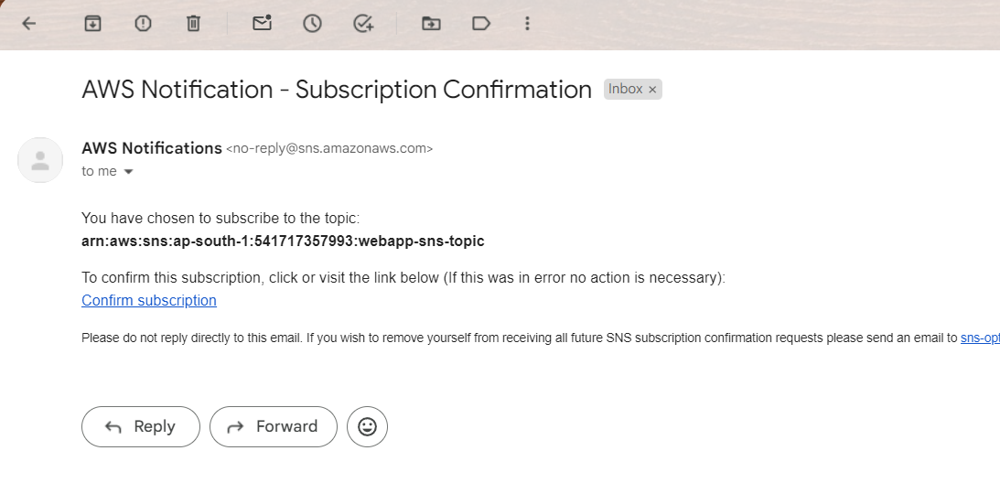 AWS Notification - Subscription Confirmation Inbox ×
AWS Notifications <no-reply@sns.amazonaws.com>
to me
You have chosen to subscribe to the topic:
arn:aws:sns:ap-south-1:541717357993:webapp-sns-topic
To confirm this subscription, click or visit the link below (If this was in error no action is necessary):
Confirm subscription
Please do not reply directly to this email. If you wish to remove yourself from receiving all future SNS subscription confirmation requests please send an email to sns-opt
Reply Forward